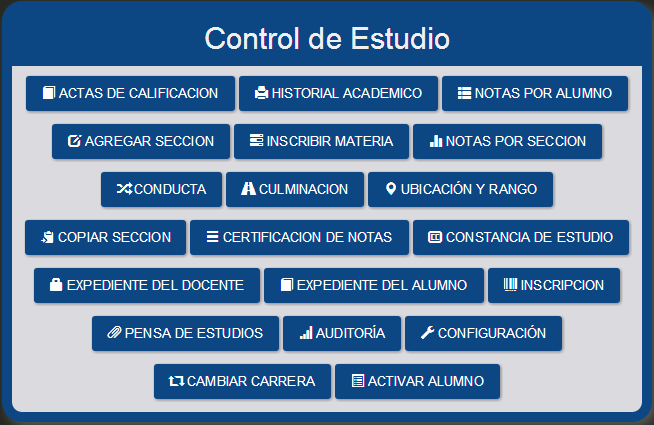 Control de Estudio
ACTAS DE CALIFICACION HISTORIAL ACADEMICO NOTAS POR ALUMNO
AGREGAR SECCION INSCRIBIR MATERIA NOTAS POR SECCION
CONDUCTA CULMINACION UBICACIÓN Y RANGO
COPIAR SECCION CERTIFICACION DE NOTAS CONSTANCIA DE ESTUDIO
EXPEDIENTE DEL DOCENTE EXPEDIENTE DEL ALUMNO INSCRIPCION
PENSA DE ESTUDIOS AUDITORÍA CONFIGURACIÓN
CAMBIAR CARRERA ACTIVAR ALUMNO